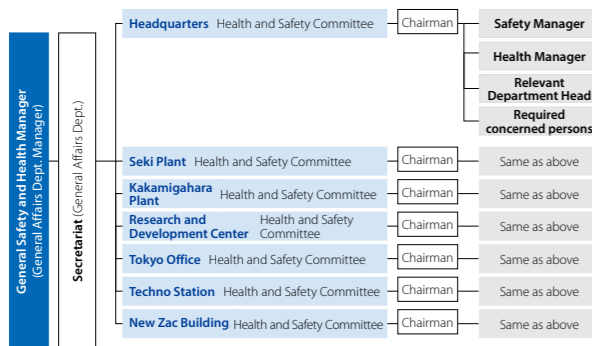 General Safety and Health Manager
(General Affairs Dept. Manager)
Secretariat (General Affairs Dept.)
Headquarters Health and Safety Committee
Chairman
Safety Manager
Health Manager
Relevant
Department Head
Required
concerned persons
Seki Plant Health and Safety Committee
Chairman
Same as above
Kakamigahara
Plant
Health and Safety Committee
Chairman
Same as above
Research and
Development Center
Health and Safety
Committee
Chairman
Same as above
Tokyo Office Health and Safety Committee
Chairman
Same as above
Techno Station Health and Safety Committee
Chairman
Same as above
New Zac Building Health and Safety Committee
Chairman
Same as above